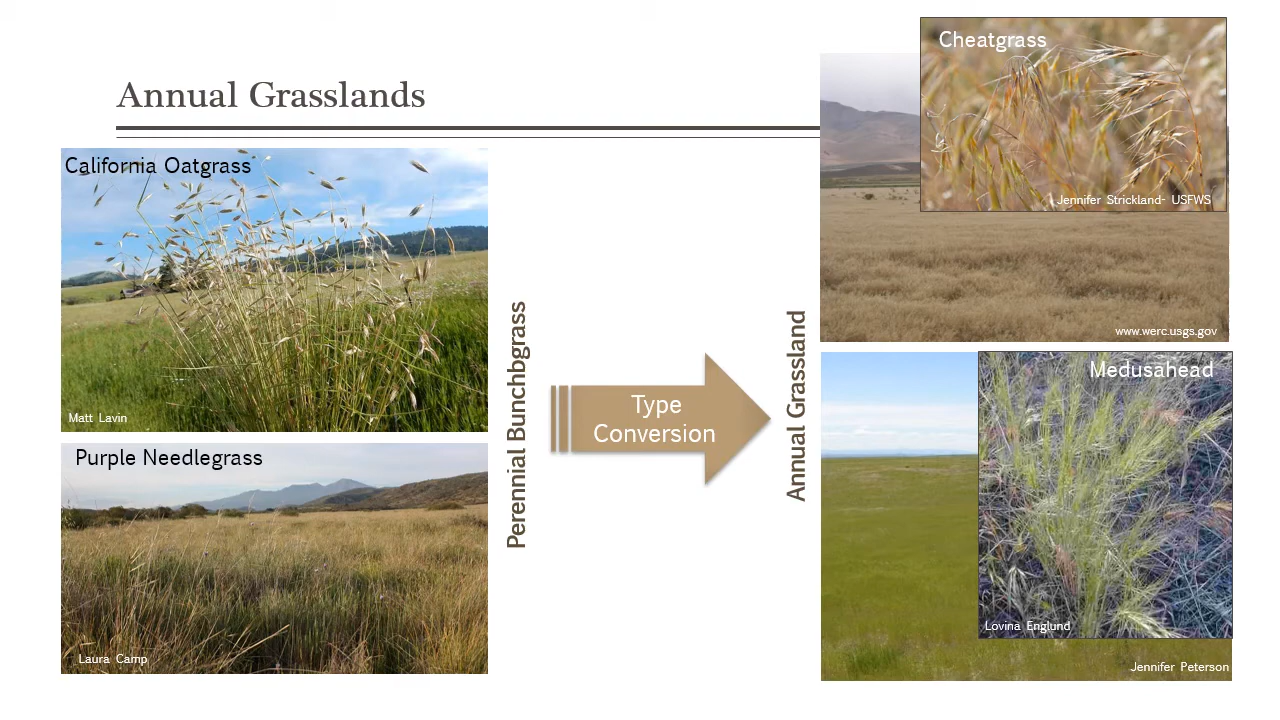 Annual Grasslands
California Oatgrass
Matt Lavin
Purple Needlegrass
Laura Camp
Perennial Bunchbgrass
Type
Conversion
Annual Grassland
Cheatgrass
Jennifer Strickland- USFWS
www.werc.usgs.gov
Medusahead
Lovina Englund
Jennifer Peterson